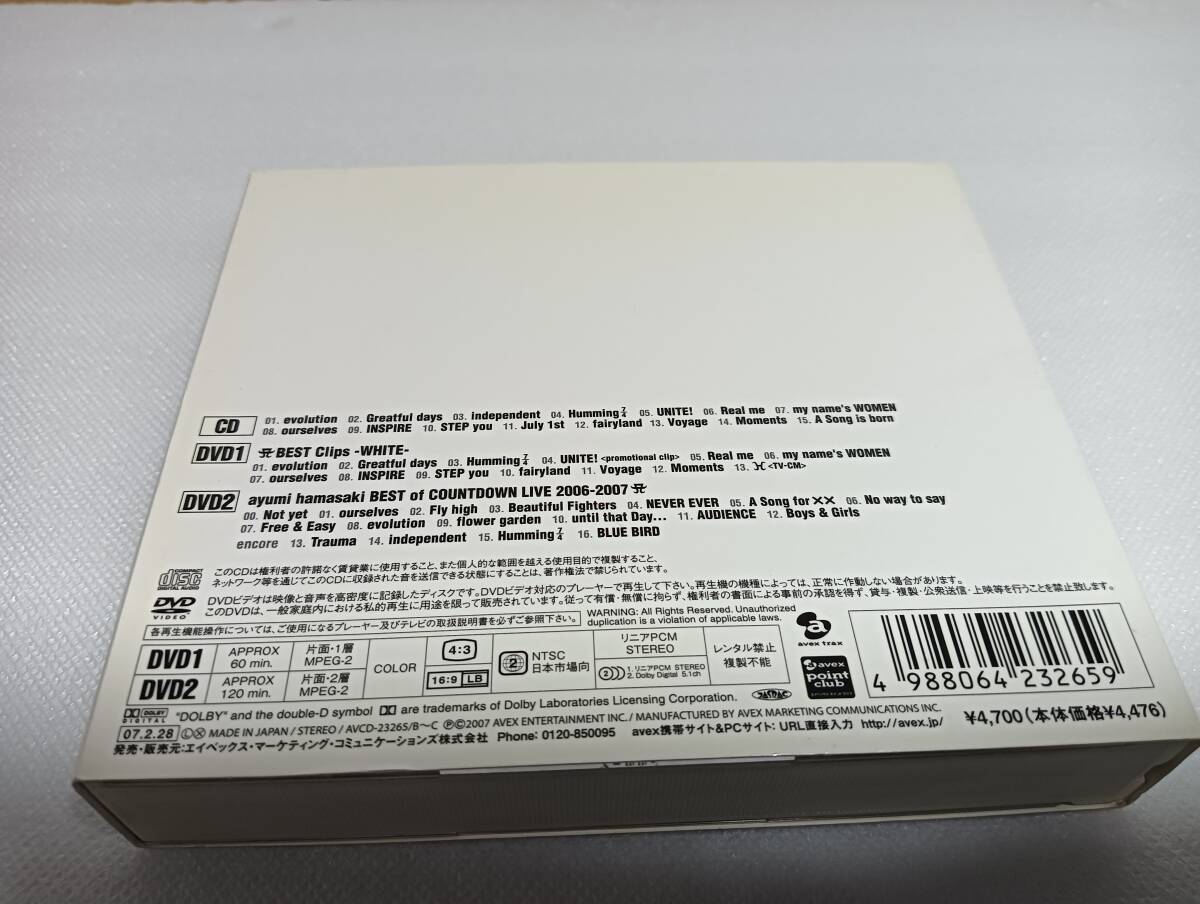 CD 01. evolution 02. Greatful days 03. independent 04. Humming 7/4 05. UNITE! 06. Real me 07. my name's WOMEN
08. ourselves 09. INSPIRE 10. STEP you 11. July 1st 12. fairyland 13. Voyage 14. Moments 15. A Song is born
DVD1 BEST Clips -WHITE-
01. evolution 02. Greatful days 03. Humming 7/4 04. UNITE! <promotional clip> 05. Real me 06. my name's WOMEN
07. ourselves 08. INSPIRE 09. STEP you 10. fairyland 11. Voyage 12. Moments 13. <TV-CM>
DVD2 ayumi hamasaki BEST of COUNTDOWN LIVE 2006-2007
00. Not yet 01. ourselves 02. Fly high 03. Beautiful Fighters 04. NEVER EVER 05. A Song for ×× 06. No way to say
07. Free & Easy 08. evolution 09. flower garden 10. until that Day... 11. AUDIENCE 12. Boys & Girls
encore 13. Trauma 14. independent 15. Humming 7/4 16. BLUE BIRD
COMPACT disc DIGITAL AUDIO
このCDは権利者の許諾なく賃貸業に使用すること、また個人的な範囲を越える使用目的で複製すること、
ネットワーク等を通じてこのCDに収録された音を送信できる状態にすることは、著作権法で禁じられています。
DVD VIDEO
DVDビデオは映像と音声を高密度に記録したディスクです。DVDビデオ対応のプレーヤーで再生して下さい。再生機の機種によっては、正常に作動しない場合があります。
このDVDは、一般家庭内における私的再生に用途を限って販売されています。従って有償・無償に拘らず、権利者の書面による事前の承認を得ず、貸与・複製・公衆送信・上映等を行うことを禁じます。
各再生機能操作については、ご使用になるプレーヤー及びテレビの取扱説明書を必ずご参照下さい。
WARNING: All Rights Reserved. Unauthorized
duplication is a violation of applicable laws.
DVD1 APPROX 60 min. 片面・1層 MPEG-2
DVD2 APPROX 120 min. 片面・2層 MPEG-2
COLOR
4:3
16:9 LB
2 NTSC 日本市場向
リニアPCM STEREO
2 1. リニアPCM STEREO
2. Dolby Digital 5.1ch
レンタル禁止
複製不能
avex trax
avex point club
4 988064 232659
DOLBY DIGITAL "DOLBY" and the double-D symbol are trademarks of Dolby Laboratories Licensing Corporation. JASRAC
¥4,700(本体価格¥4,476)
07.2.28 MADE IN JAPAN / STEREO / AVCD-23265/B〜C ℗©2007 AVEX ENTERTAINMENT INC. / MANUFACTURED BY AVEX MARKETING COMMUNICATIONS INC.
発売・販売元:エイベックス・マーケティング・コミュニケーションズ株式会社 Phone: 0120-850095 avex携帯サイト&PCサイト: URL直接入力 http://avex.jp/